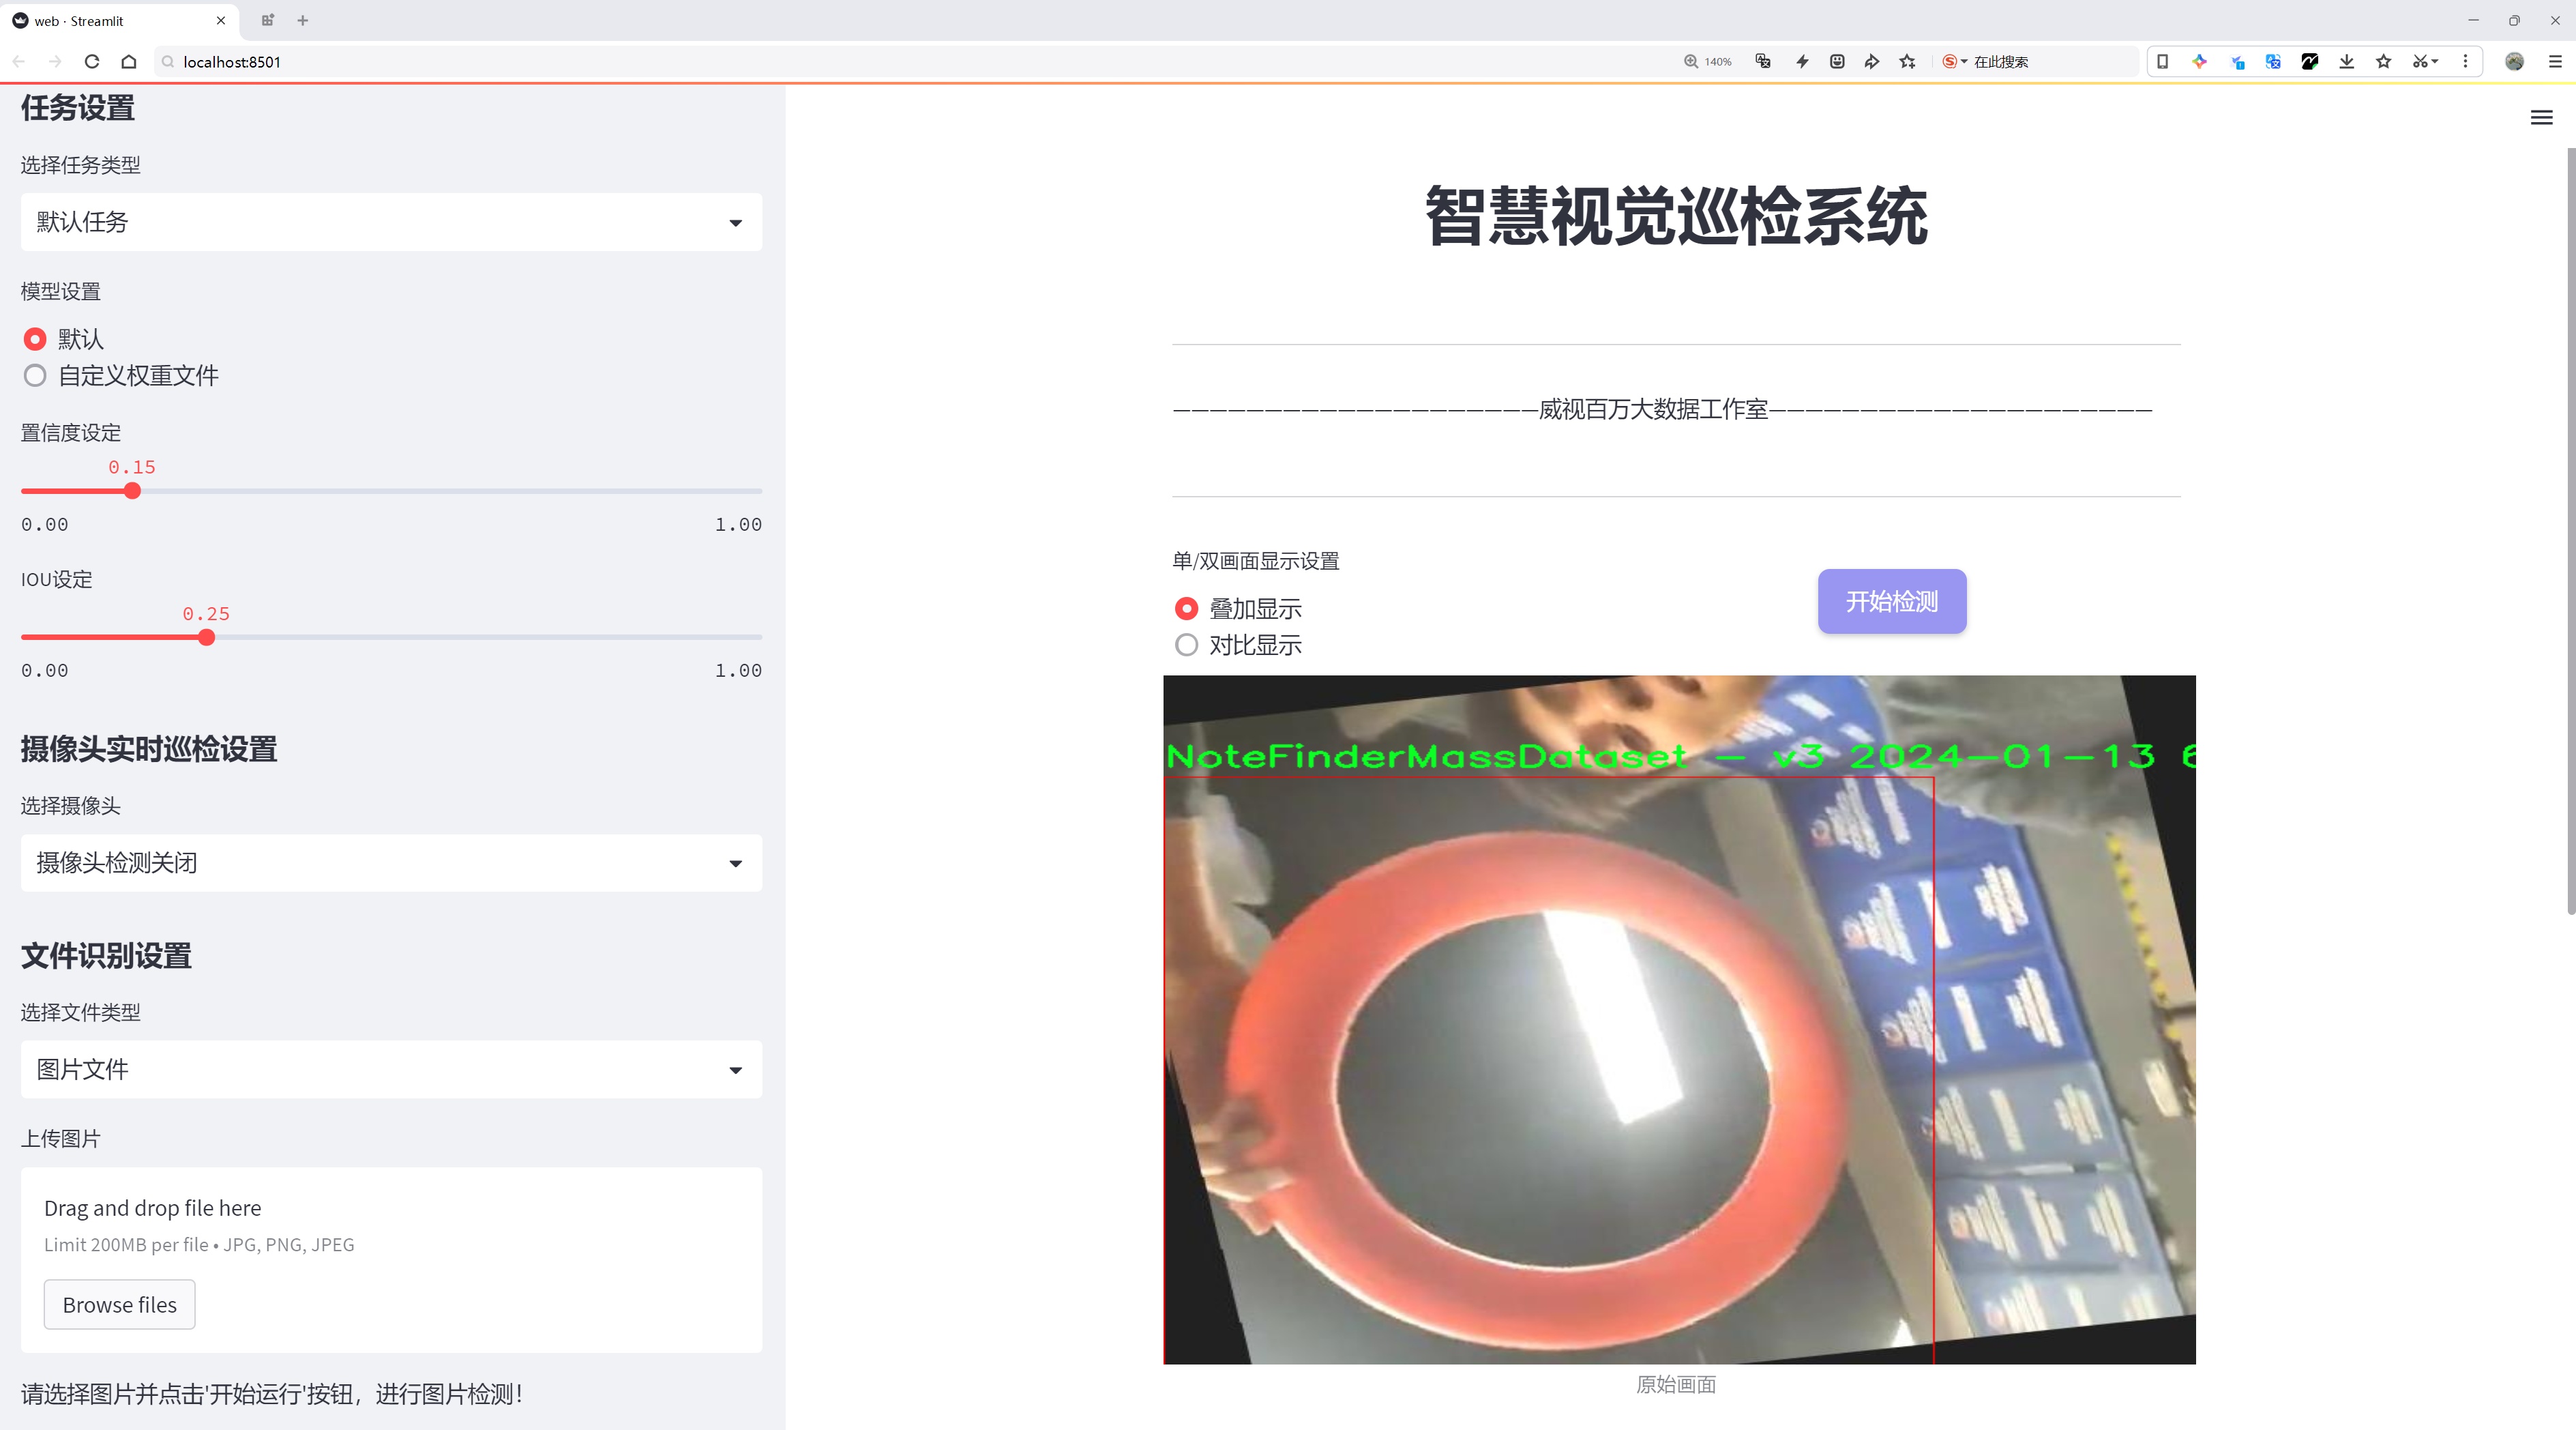 web · Streamlit
localhost:8501
140%
在此搜索
任务设置
选择任务类型
默认任务
模型设置
默认
自定义权重文件
置信度设定
0.15
0.00
1.00
IOU设定
0.25
0.00
1.00
摄像头实时巡检设置
选择摄像头
摄像头检测关闭
文件识别设置
选择文件类型
图片文件
上传图片
Drag and drop file here
Limit 200MB per file • JPG, PNG, JPEG
Browse files
请选择图片并点击'开始运行'按钮，进行图片检测！
智慧视觉巡检系统
————————————————————威视百万大数据工作室—————————————————————
单/双画面显示设置
叠加显示
对比显示
开始检测
NoteFinderMassDataset - v3 2024-01-13 6
原始画面